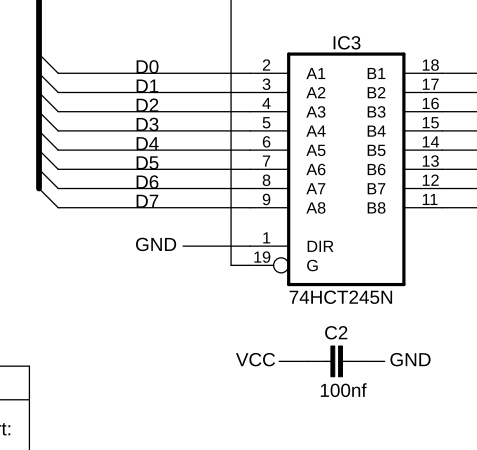 IC3
D0 2 A1 B1 18
D1 3 A2 B2 17
D2 4 A3 B3 16
D3 5 A4 B4 15
D4 6 A5 B5 14
D5 7 A6 B6 13
D6 8 A7 B7 12
D7 9 A8 B8 11
GND 1 DIR
19 G
74HCT245N
C2
VCC GND
100nf
t: